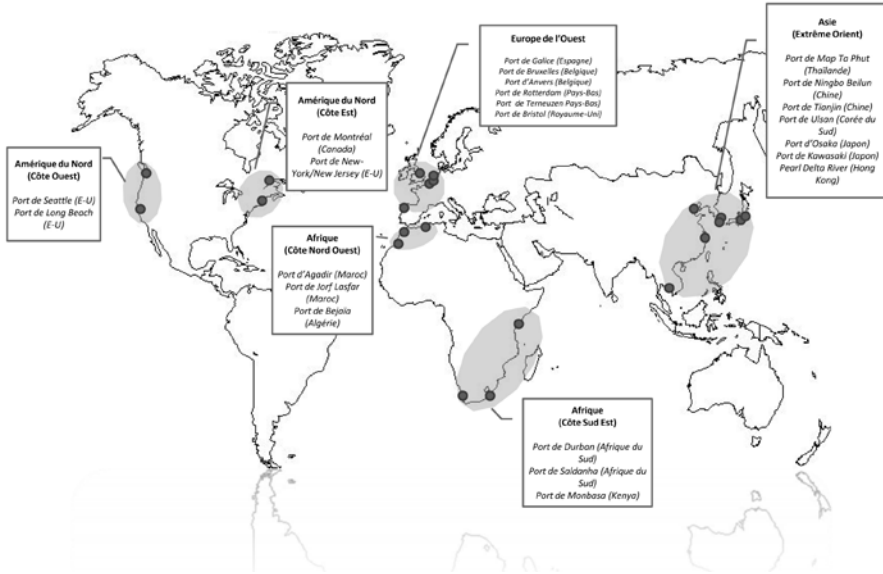 Amérique du Nord
(Côte Ouest)
Port de Seattle (E-U)
Port de Long Beach
(E-U)
Amérique du Nord
(Côte Est)
Port de Montréal
(Canada)
Port de New-
York/New Jersey (E-U)
Europe de l'Ouest
Port de Galice (Espagne)
Port de Bruxelles (Belgique)
Port d'Anvers (Belgique)
Port de Rotterdam (Pays-Bas)
Port de Terneuzen Pays-Bas)
Port de Bristol (Royaume-Uni)
Asie
(Extrême Orient)
Port de Map Ta Phut
(Thaïlande)
Port de Ningbo Beilun
(Chine)
Port de Tianjin (Chine)
Port de Ulsan (Corée du
Sud)
Port d'Osaka (Japon)
Port de Kawasaki (Japon)
Pearl Delta River (Hong
Kong)
Afrique
(Côte Nord Ouest)
Port d'Agadir (Maroc)
Port de Jorf Lasfar
(Maroc)
Port de Bejaïa
(Algérie)
Afrique
(Côte Sud Est)
Port de Durban (Afrique du
Sud)
Port de Saldanha (Afrique du
Sud)
Port de Monbasa (Kenya)